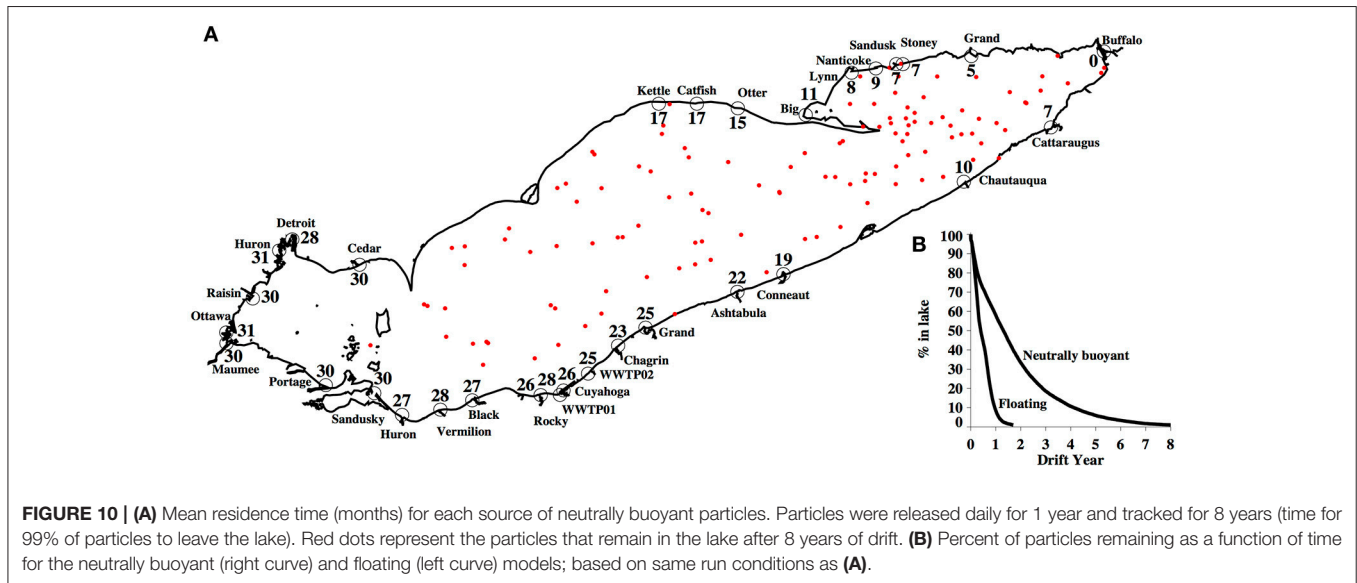 A
Sandusk Stoney Grand Buffalo
Nanticoke 7 7 5 0
Lynn 8 9
11
Big
Kettle Catfish Otter
17 17 15
7
Cattaraugus
10
Chautauqua
Detroit
28
Huron
31
Cedar
30
Raisin
30
Ottawa
31
30
Maumee
Portage
30
30
Sandusky
27
Huron
28
Vermilion
27
Black
26 28 26
Rocky
Cuyahoga
WWTP01
25
WWTP02
23
Chagrin
25
Grand
22
Ashtabula
19
Conneaut
B
100
90
80
70
60
50
40
30
20
10
0
% in lake
Neutrally buoyant
Floating
0 1 2 3 4 5 6 7 8
Drift Year
FIGURE 10 | (A) Mean residence time (months) for each source of neutrally buoyant particles. Particles were released daily for 1 year and tracked for 8 years (time for
99% of particles to leave the lake). Red dots represent the particles that remain in the lake after 8 years of drift. (B) Percent of particles remaining as a function of time
for the neutrally buoyant (right curve) and floating (left curve) models; based on same run conditions as (A).